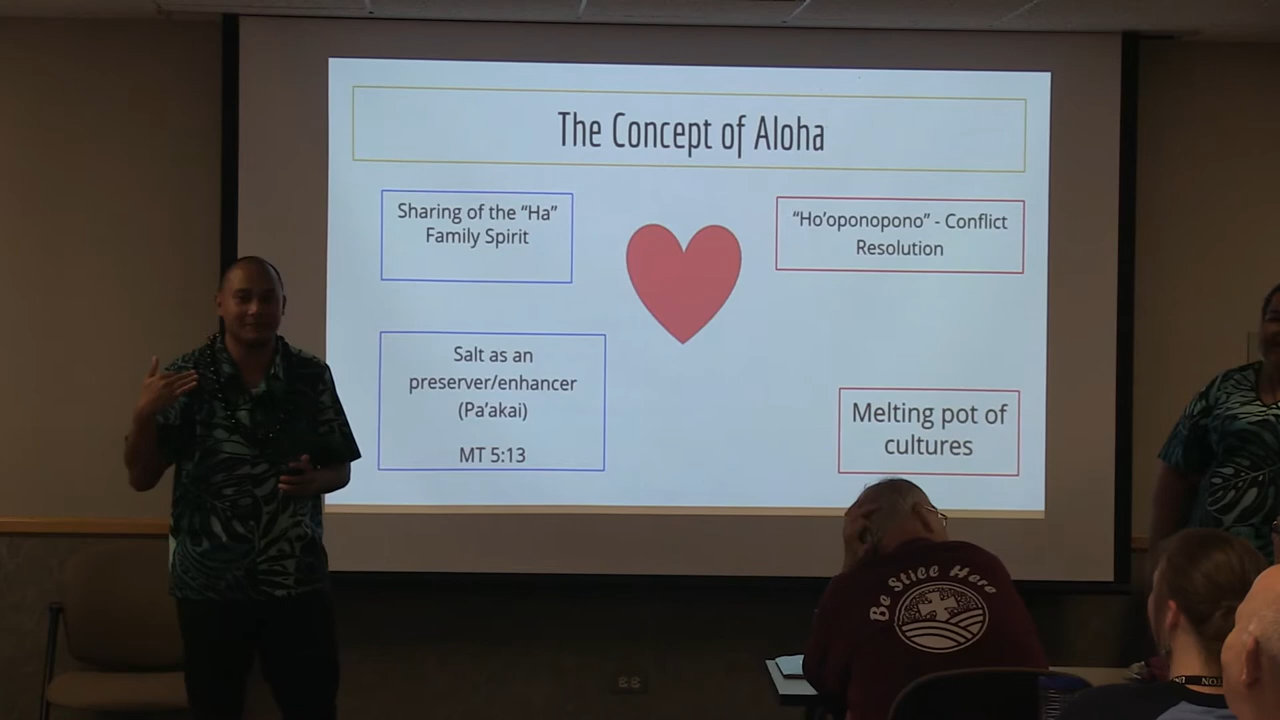 The Concept of Aloha
Sharing of the “Ha”
Family Spirit
“Ho’oponopono” - Conflict
Resolution
Salt as an
preserver/enhancer
(Pa’akai)
MT 5:13
Melting pot of
cultures
Be Still Here